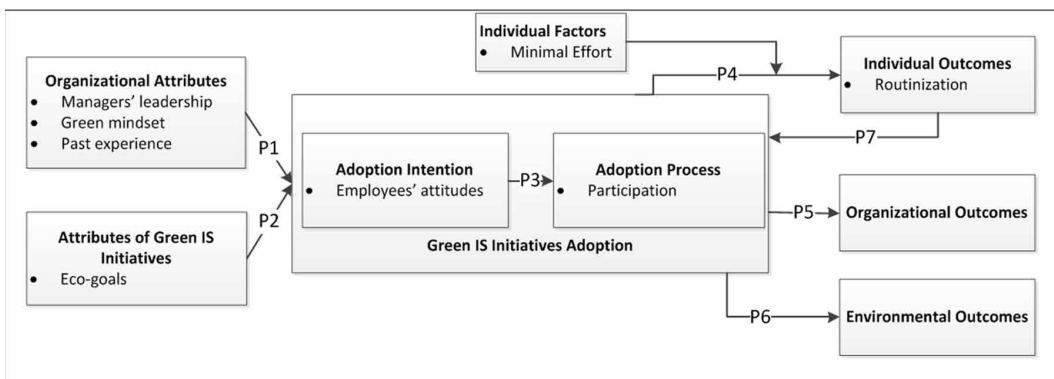 Individual Factors
• Minimal Effort
Organizational Attributes
• Managers' leadership
• Green mindset
• Past experience
P1
P2
Attributes of Green IS
Initiatives
• Eco-goals
Adoption Intention
• Employees' attitudes
P3
Adoption Process
• Participation
Green IS Initiatives Adoption
P4
Individual Outcomes
• Routinization
P7
P5
Organizational Outcomes
P6
Environmental Outcomes